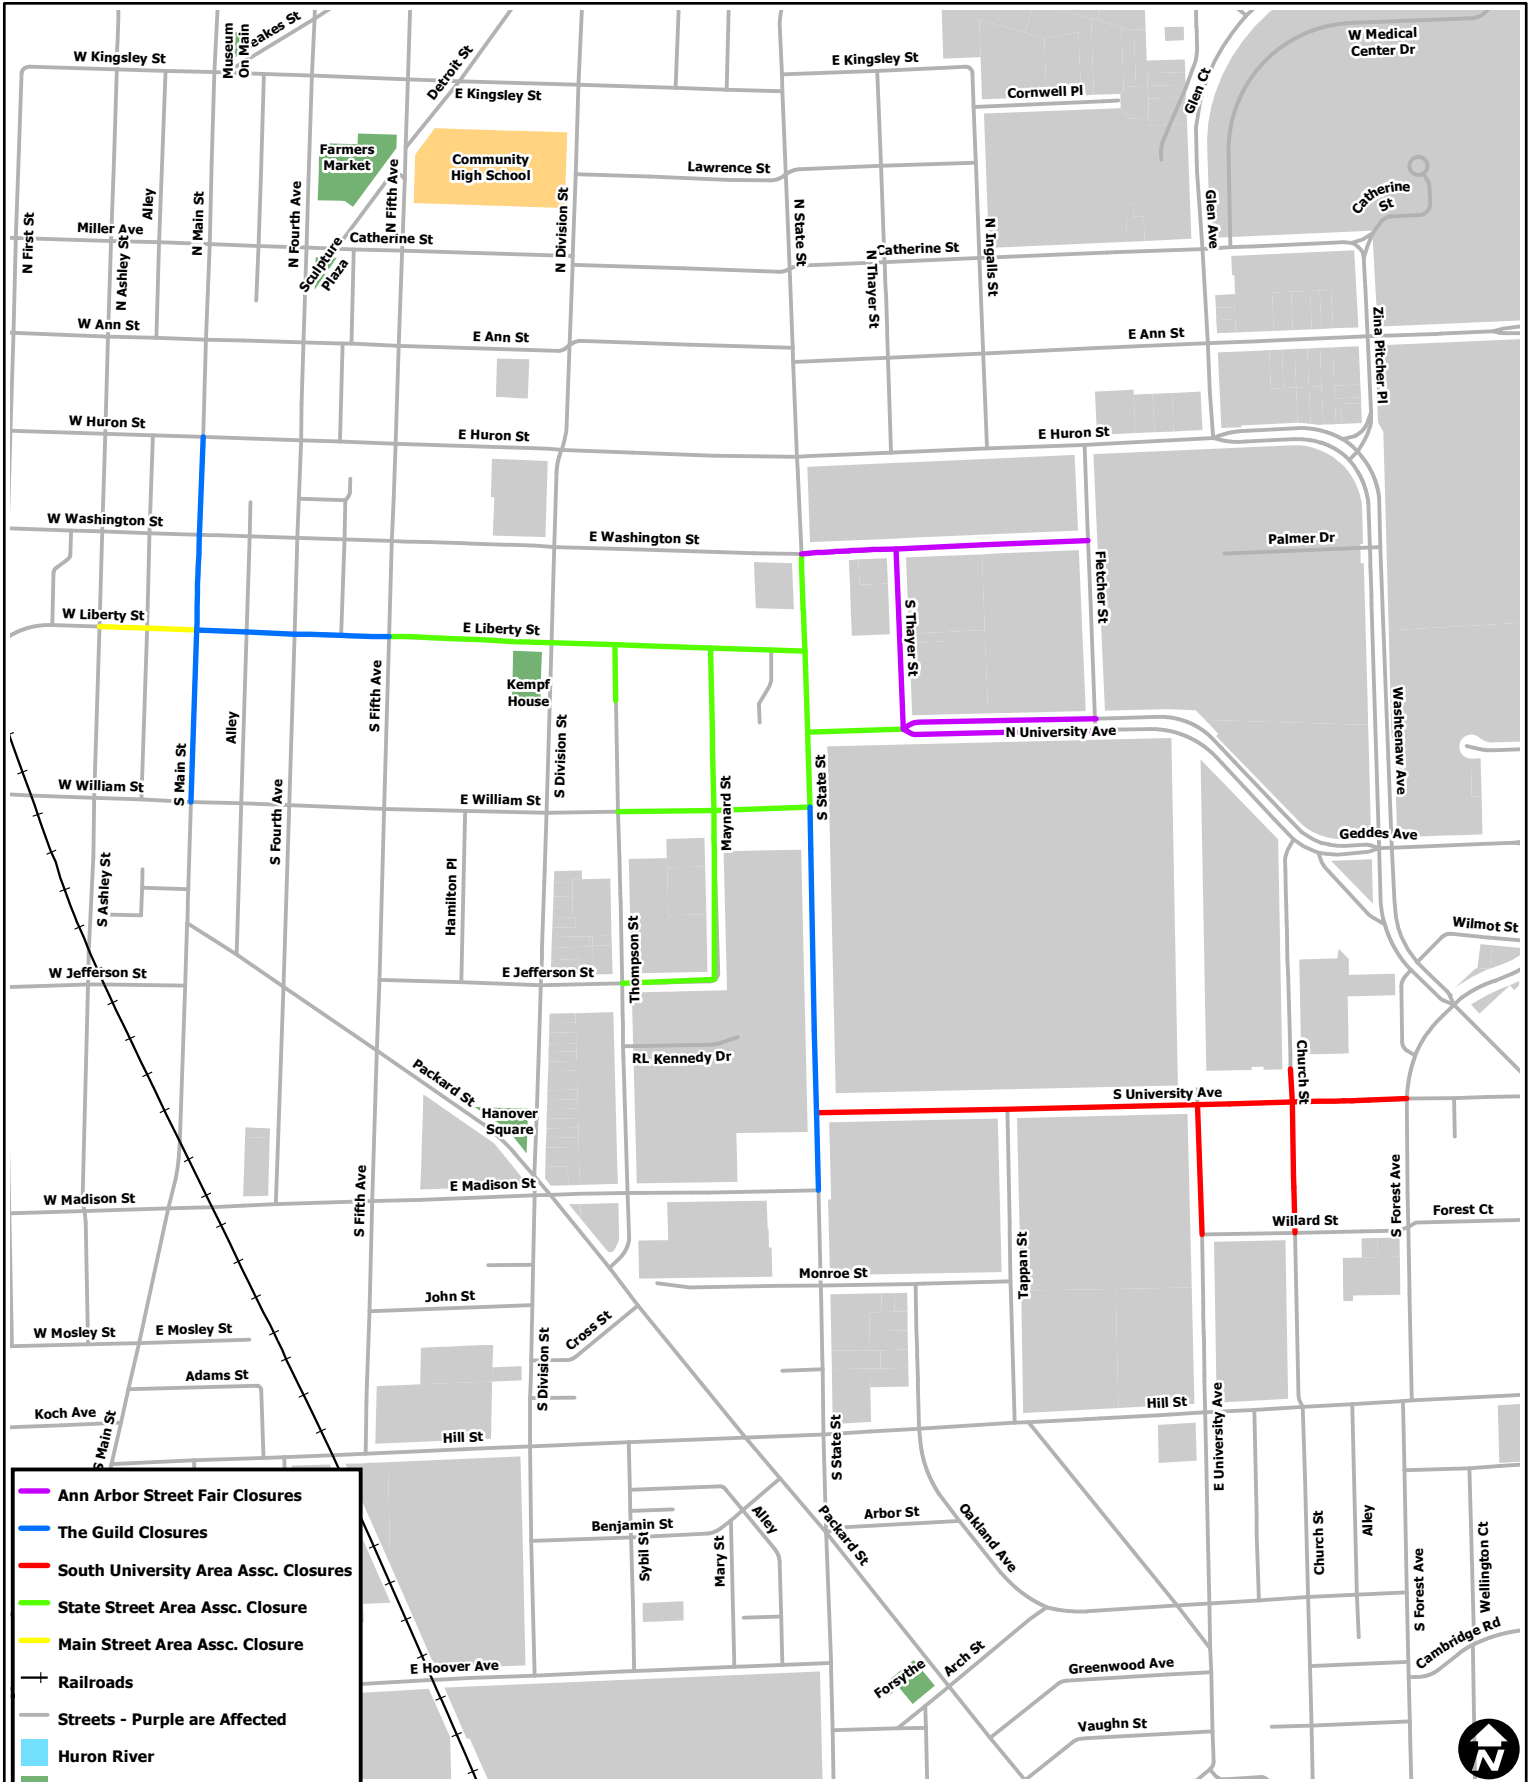 Museum
On Main
eakes St
W Kingsley St
Detroit St
E Kingsley St
E Kingsley St
Cornwell Pl
Glen Ct
W Medical
Center Dr
Farmers
Market
Community
High School
Lawrence St
Alley
N Main St
N Fourth Ave
N Fifth Ave
N Division St
N State St
N First St
Miller Ave
N Ashley St
Catherine St
Sculpture
Plaza
Catherine St
N Thayer St
N Ingalls St
Glen Ave
Catherine
St
W Ann St
E Ann St
E Ann St
Zina Pitcher Pl
W Huron St
E Huron St
E Huron St
W Washington St
E Washington St
Palmer Dr
Fletcher St
S Thayer St
W Liberty St
E Liberty St
Kempf
House
S Fifth Ave
Alley
S Division St
S Main St
N University Ave
Washtenaw Ave
W William St
E William St
Maynard St
S State St
S Fourth Ave
Geddes Ave
S Ashley St
Hamilton Pl
Thompson St
Wilmot St
W Jefferson St
E Jefferson St
RL Kennedy Dr
Church St
Packard St
Hanover
Square
S University Ave
W Madison St
E Madison St
S Fifth Ave
S Forest Ave
Willard St
Forest Ct
Tappan St
Monroe St
John St
Cross St
W Mosley St
E Mosley St
S Division St
Adams St
Koch Ave
S Main St
Hill St
Hill St
E University Ave
S State St
Arbor St
Oakland Ave
Packard St
Alley
Benjamin St
Sybil St
Mary St
Church St
Alley
S Forest Ave
Wellington Ct
Cambridge Rd
E Hoover Ave
Forsythe
Arch St
Greenwood Ave
Vaughn St
Ann Arbor Street Fair Closures
The Guild Closures
South University Area Assc. Closures
State Street Area Assc. Closure
Main Street Area Assc. Closure
Railroads
Streets - Purple are Affected
Huron River
N